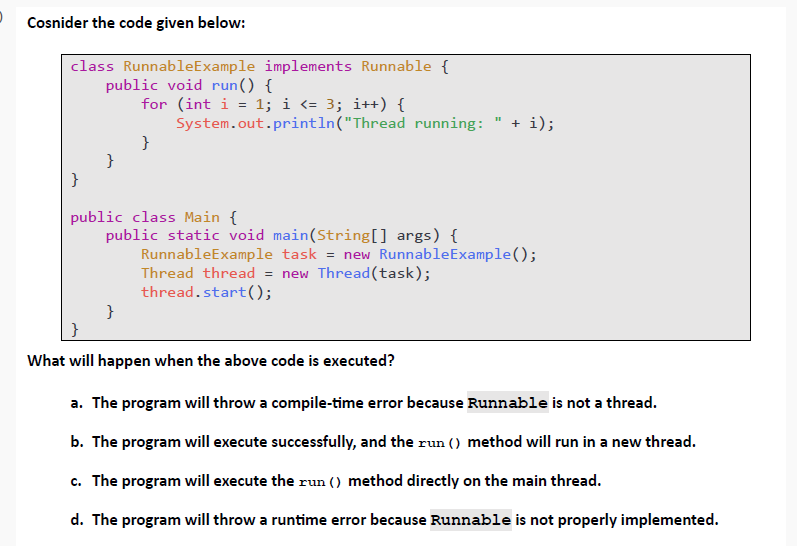 )
Cosnider the code given below:
class RunnableExample implements Runnable {
    public void run() {
        for (int i = 1; i <= 3; i++) {
            System.out.println("Thread running: " + i);
        }
    }
}
public class Main {
    public static void main(String[] args) {
        RunnableExample task = new RunnableExample();
        Thread thread = new Thread(task);
        thread.start();
    }
}
What will happen when the above code is executed?
a. The program will throw a compile-time error because Runnable is not a thread.
b. The program will execute successfully, and the run() method will run in a new thread.
c. The program will execute the run() method directly on the main thread.
d. The program will throw a runtime error because Runnable is not properly implemented.